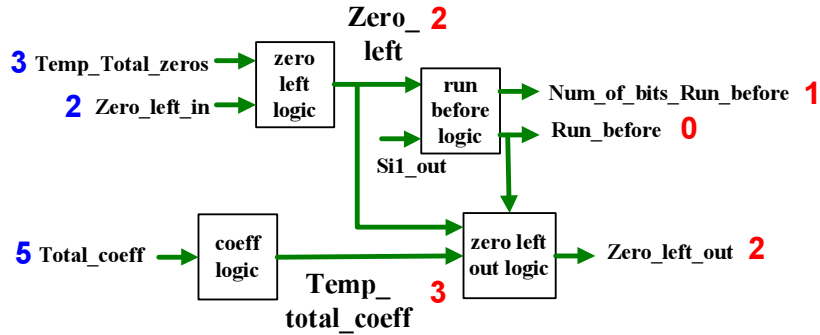 Zero_ 2
left
3 Temp_Total_zeros
2 Zero_left_in
zero
left
logic
run
before
logic
Si1_out
Num_of_bits_Run_before 1
Run_before 0
5 Total_coeff
coeff
logic
Temp_ 3
total_coeff
zero left
out logic
Zero_left_out 2